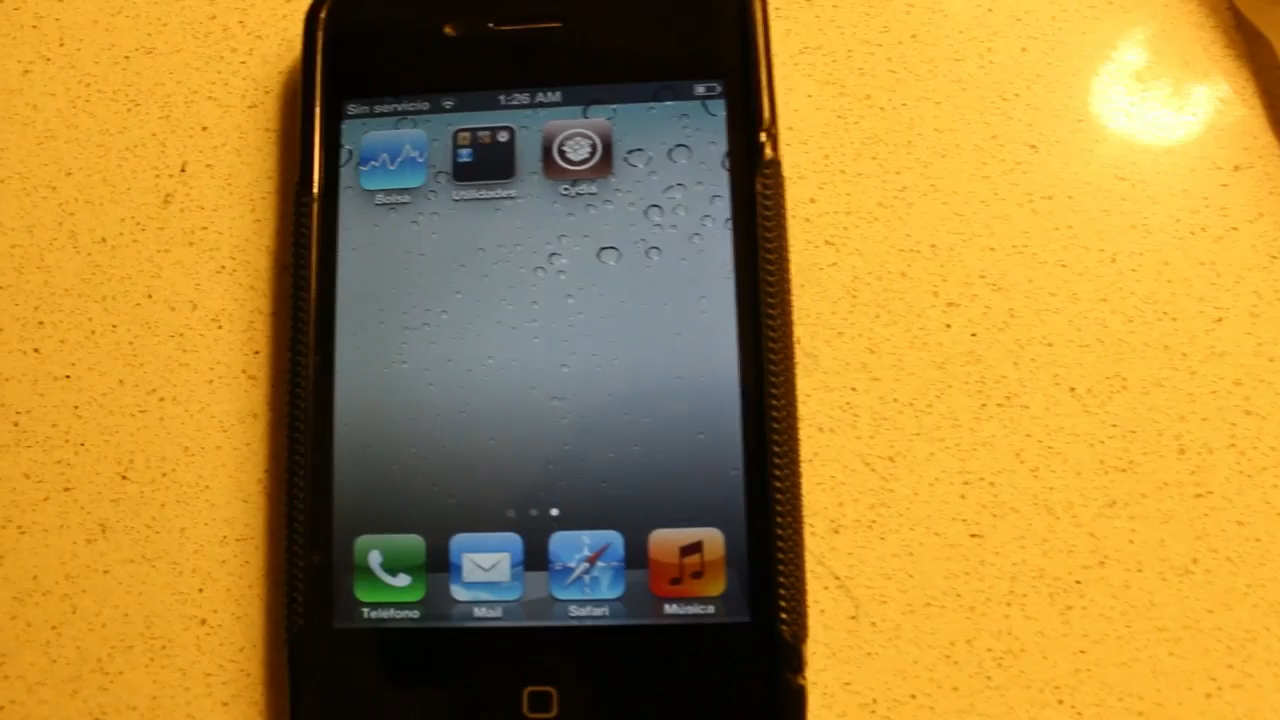 Sin servicio 1:26 AM
Bolsa Utilidades Cydia
Teléfono Mail Safari Música